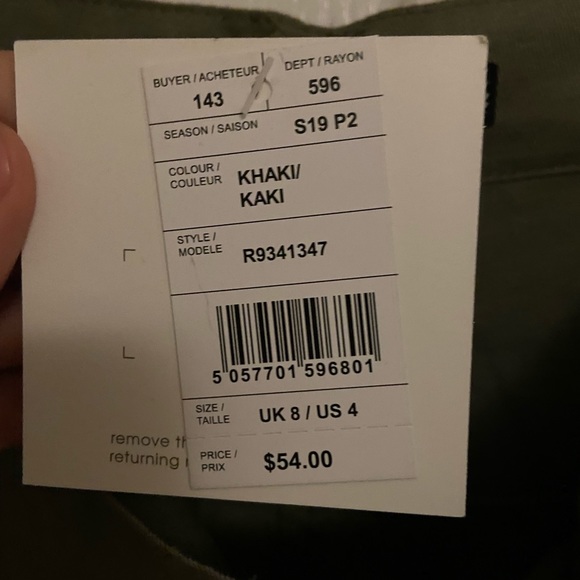 BUYER / ACHETEUR DEPT / RAYON
143 596
SEASON / SAISON S19 P2
COLOUR / COULEUR KHAKI/
KAKI
STYLE / MODELE R9341347
5 057701 596801
SIZE / TAILLE UK 8 / US 4
remove
PRICE / PRIX $54.00
returning